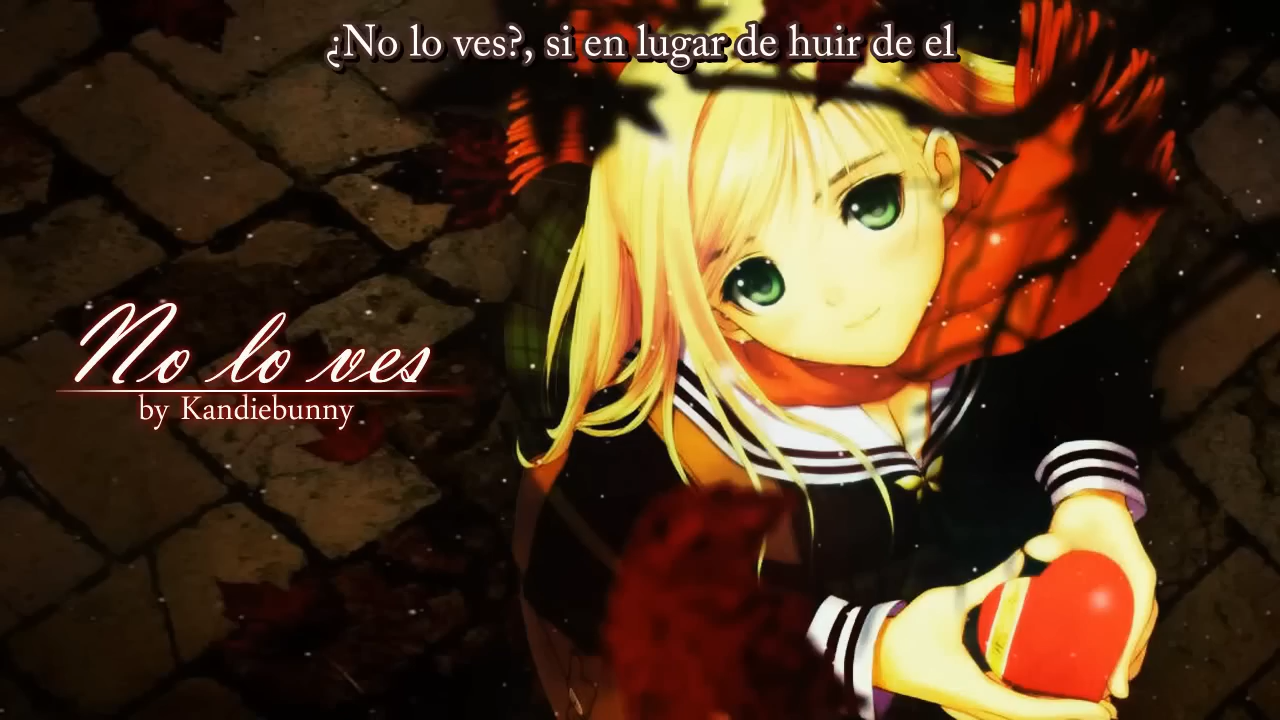 ¿No lo ves?, si en lugar de huir de el
No lo ves
by Kandiebunny